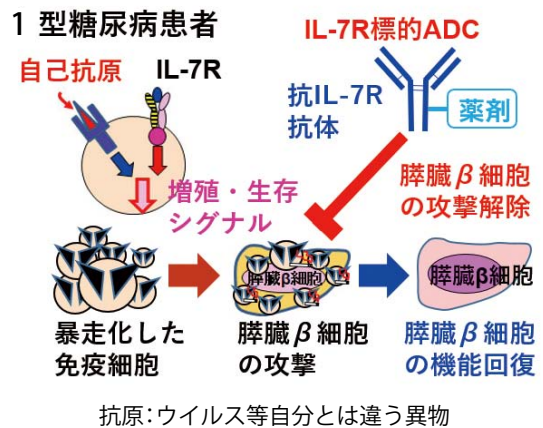 1 型糖尿病患者
IL-7R標的ADC
自己抗原
IL-7R
抗IL-7R
抗体
薬剤
膵臓β細胞
の攻撃解除
増殖・生存
シグナル
膵臓β細胞
膵臓β細胞
暴走化した
免疫細胞
膵臓β細胞
の攻撃
膵臓β細胞
の機能回復
抗原：ウイルス等自分とは違う異物